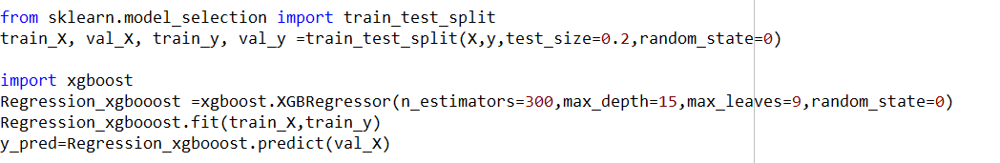 from sklearn.model_selection import train_test_split
train_X, val_X, train_y, val_y =train_test_split(X,y,test_size=0.2,random_state=0)
import xgboost
Regression_xgbooost =xgboost.XGBRegressor(n_estimators=300,max_depth=15,max_leaves=9,random_state=0)
Regression_xgbooost.fit(train_X,train_y)
y_pred=Regression_xgbooost.predict(val_X)